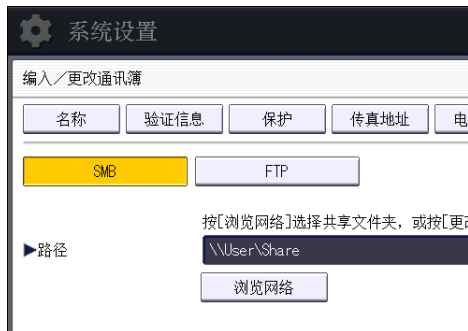 系统设置
编入／更改通讯簿
名称 验证信息 保护 传真地址 电
SMB FTP
按[浏览网络]选择共享文件夹，或按[更改
▶路径 \\User\Share
浏览网络